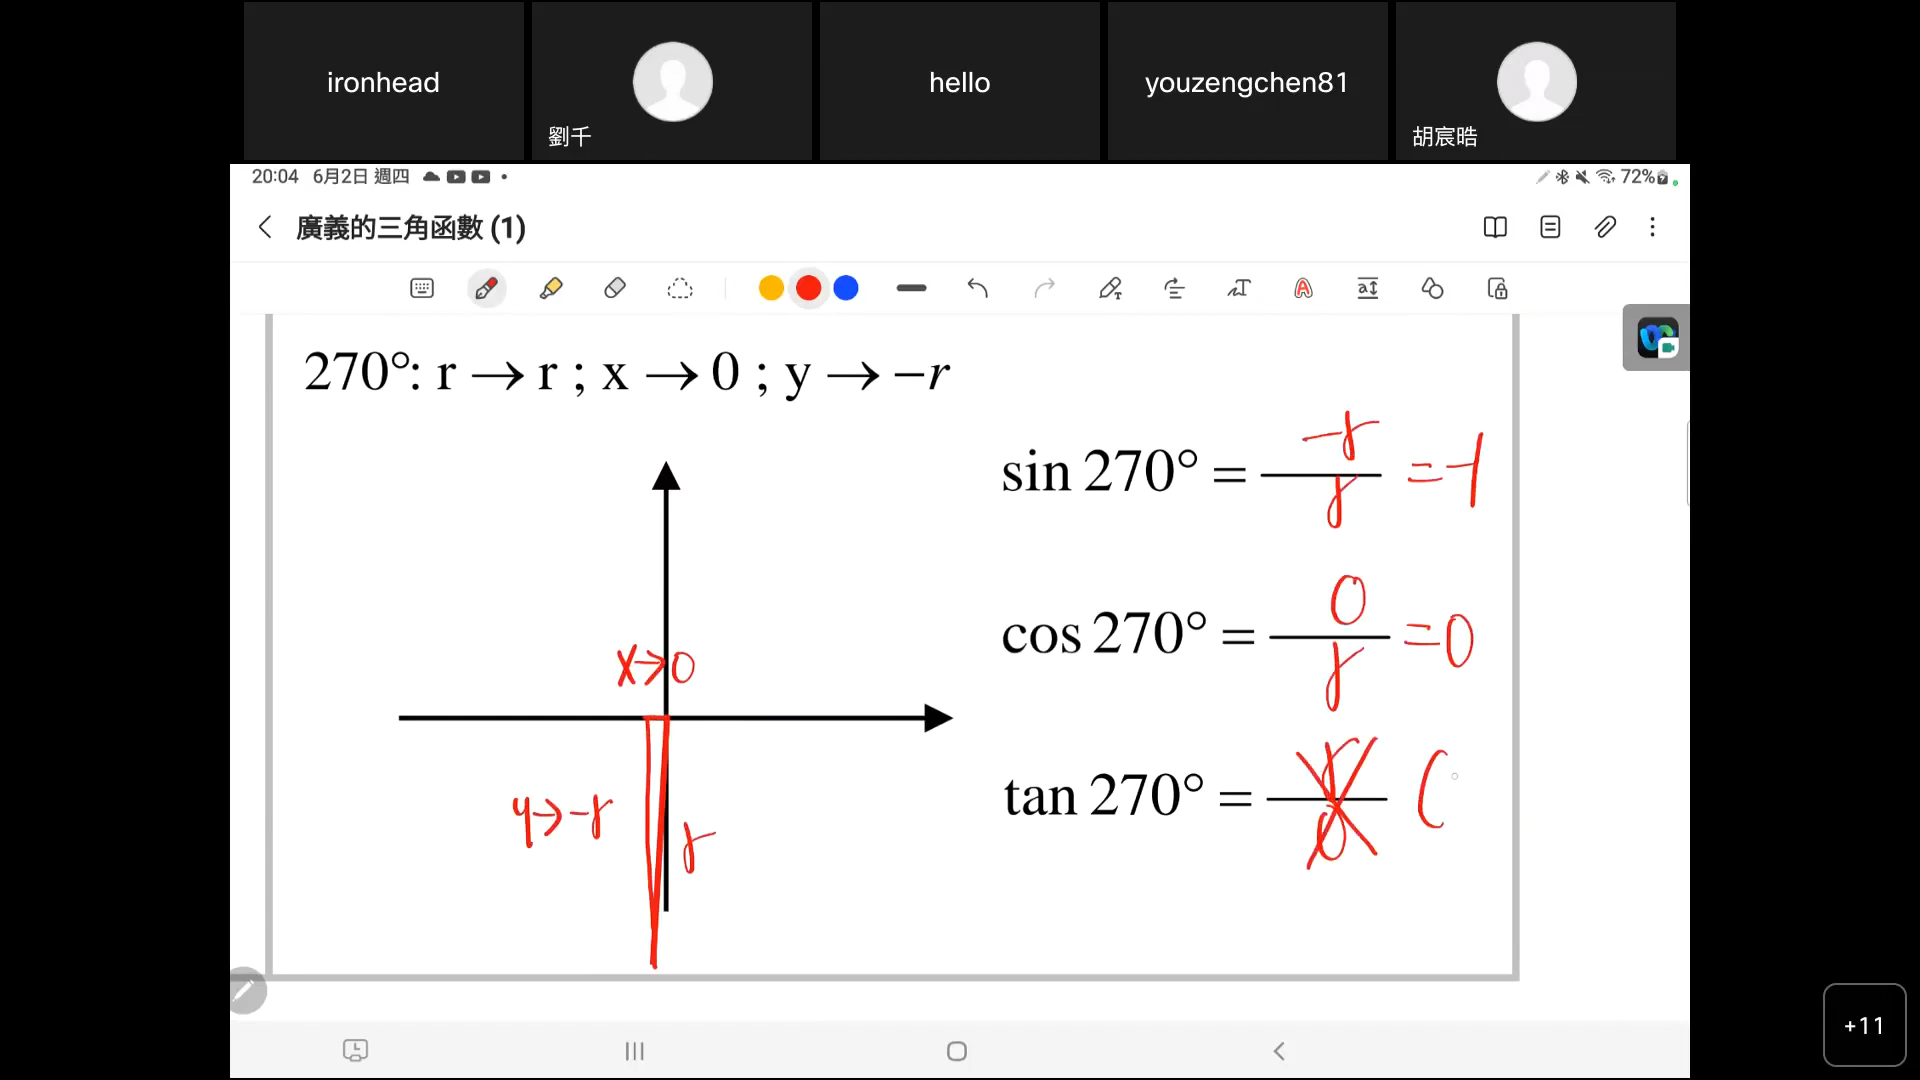 ironhead
劉千
hello
youzengchen81
胡宸晧
20:04 6月2日 週四
72%
廣義的三角函數 (1)
270°: r → r ; x → 0 ; y → −r
sin 270° = −r / r = −1
x→0
cos 270° = 0 / r = 0
y→−r
r
tan 270° = r / 0 (
+11